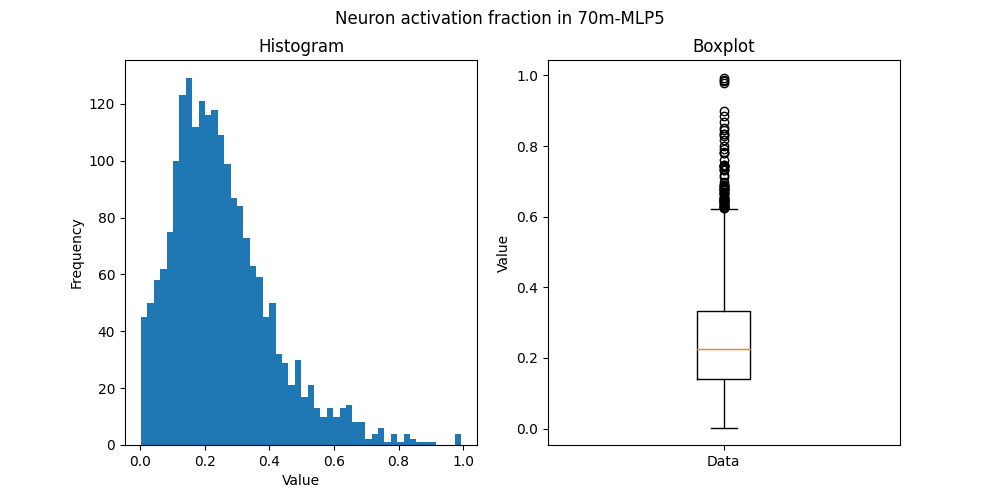 Neuron activation fraction in 70m-MLP5
Histogram
Frequency
120
100
80
60
40
20
0
0.0 0.2 0.4 0.6 0.8 1.0
Value
Boxplot
Value
1.0
0.8
0.6
0.4
0.2
0.0
Data